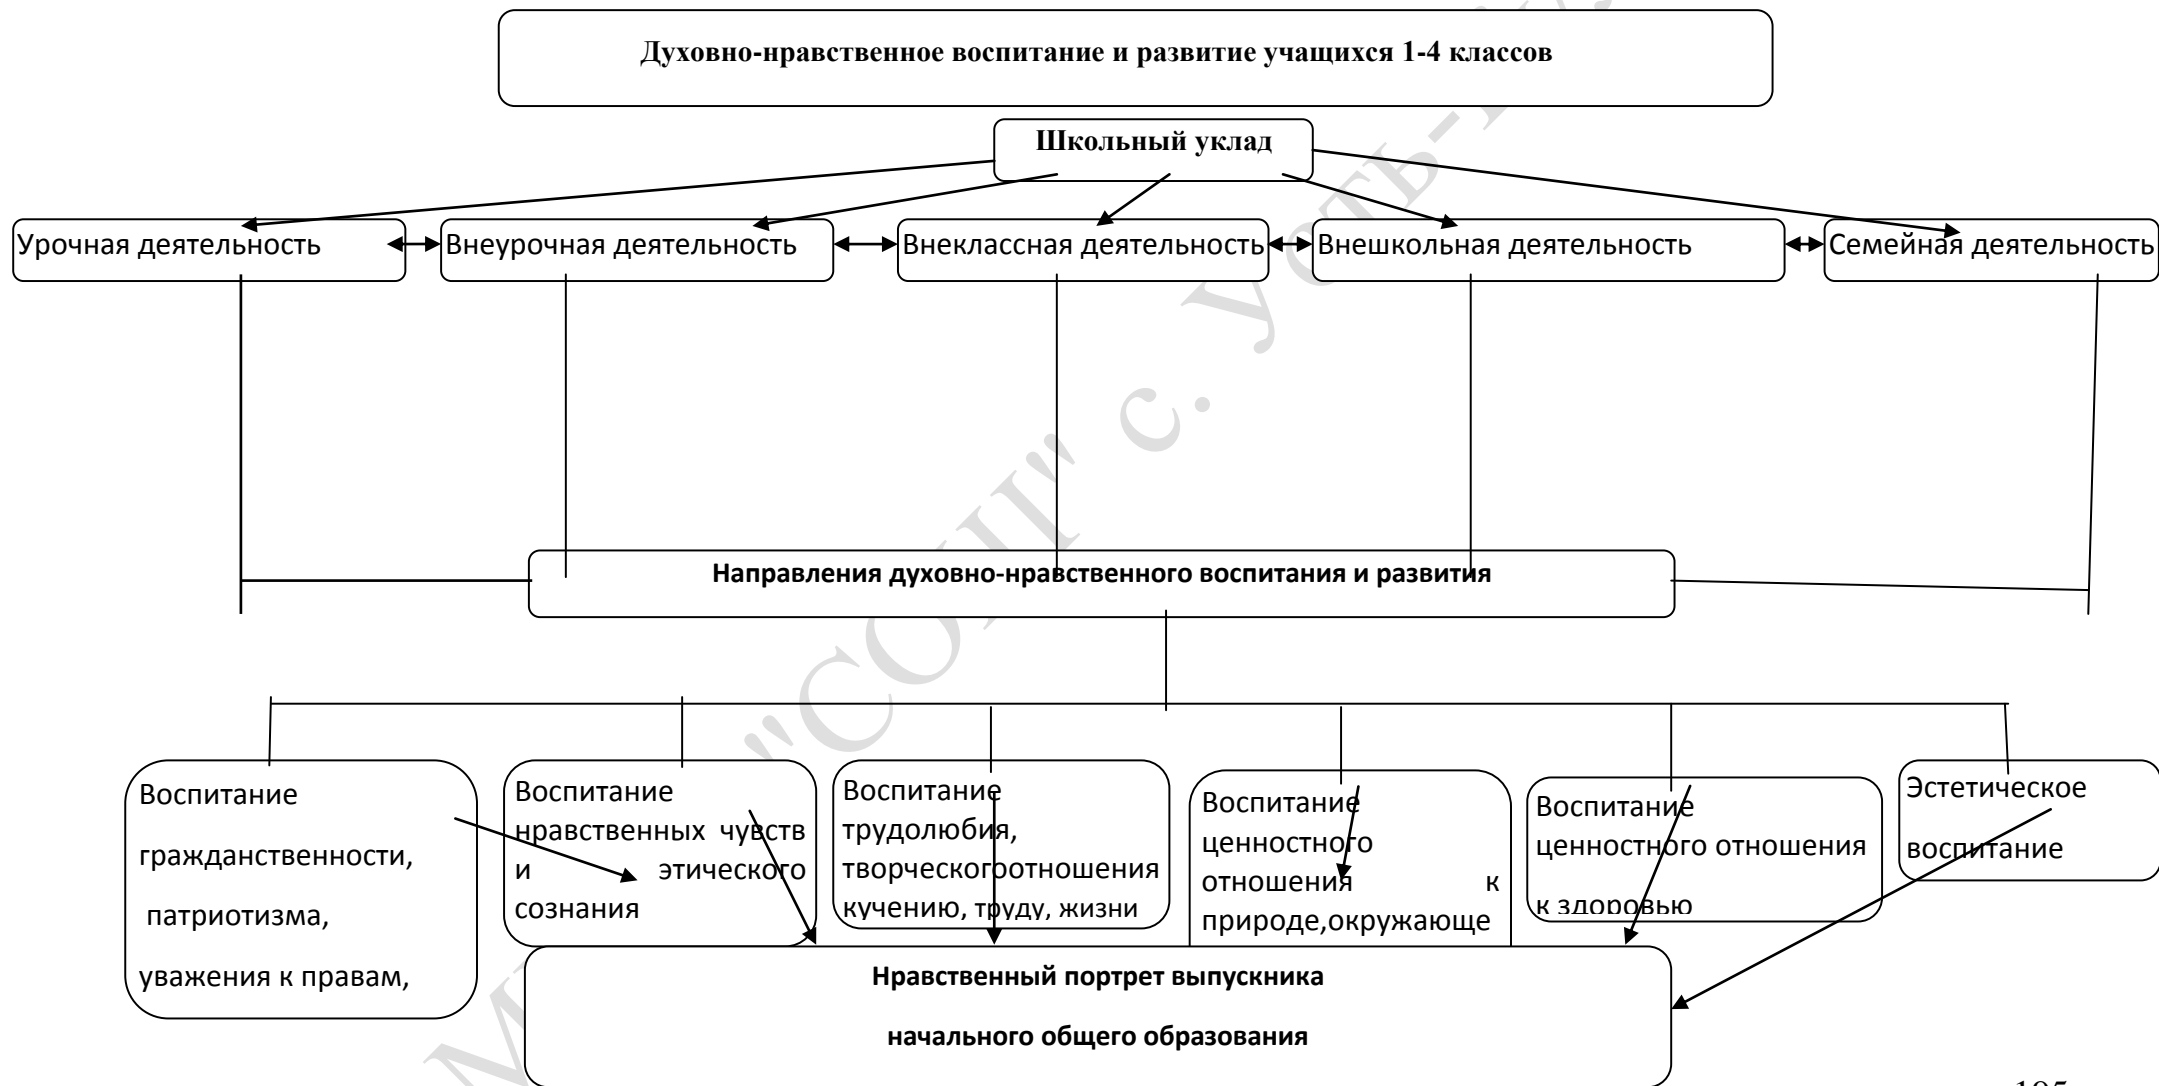 Духовно-нравственное воспитание и развитие учащихся 1-4 классов
Школьный уклад
Урочная деятельность
Внеурочная деятельность
Внеклассная деятельность
Внешкольная деятельность
Семейная деятельность
Направления духовно-нравственного воспитания и развития
Воспитание
гражданственности,
патриотизма,
уважения к правам,
Воспитание
нравственных чувств
и этического
сознания
Воспитание
трудолюбия,
творческогоотношения
кучению, труду, жизни
Воспитание
ценностного
отношения к
природе,окружающе
Воспитание
ценностного отношения
к здоровью
Эстетическое
воспитание
Нравственный портрет выпускника
начального общего образования
"СОШ" с.